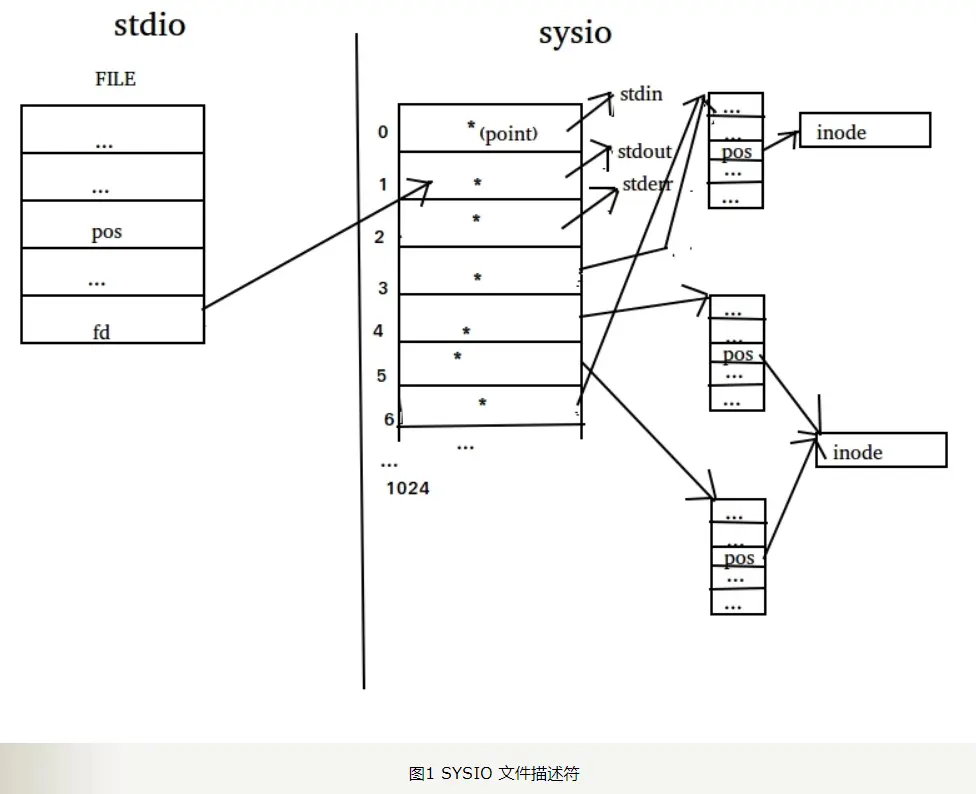 stdio
sysio
FILE
...
...
pos
...
fd
0
1
2
3
4
5
6
...
1024
* (point)
*
*
*
*
*
*
...
stdin
stdout
stderr
...
...
pos
...
...
inode
...
...
pos
...
...
inode
...
...
pos
...
...
图1 SYSIO 文件描述符